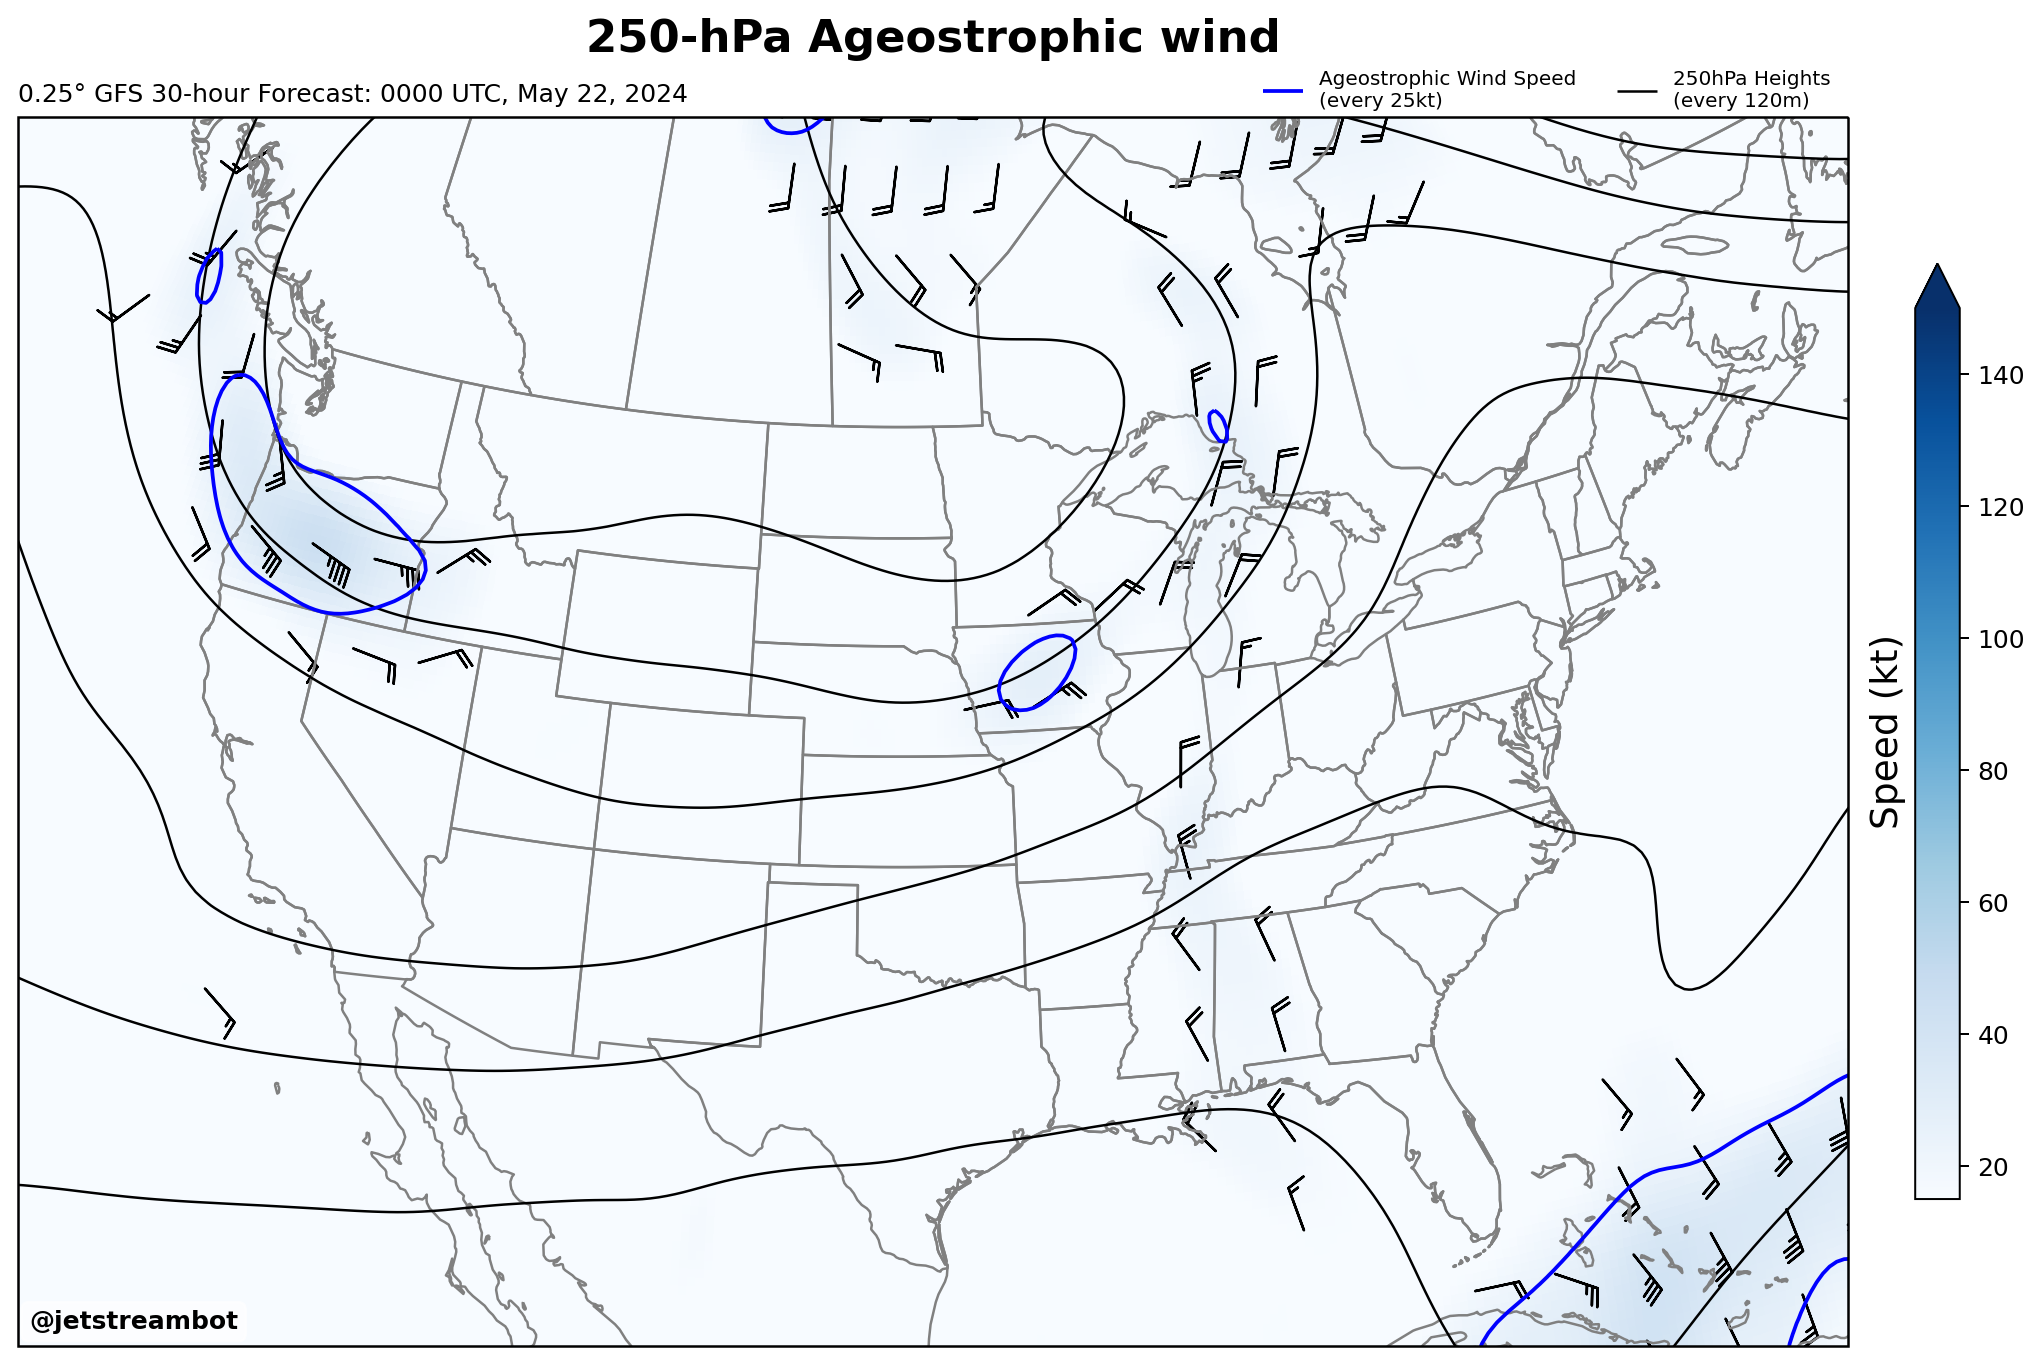 250-hPa Ageostrophic wind
0.25° GFS 30-hour Forecast: 0000 UTC, May 22, 2024
Ageostrophic Wind Speed
(every 25kt)
250hPa Heights
(every 120m)
140
120
100
80
60
40
20
Speed (kt)
@jetstreambot